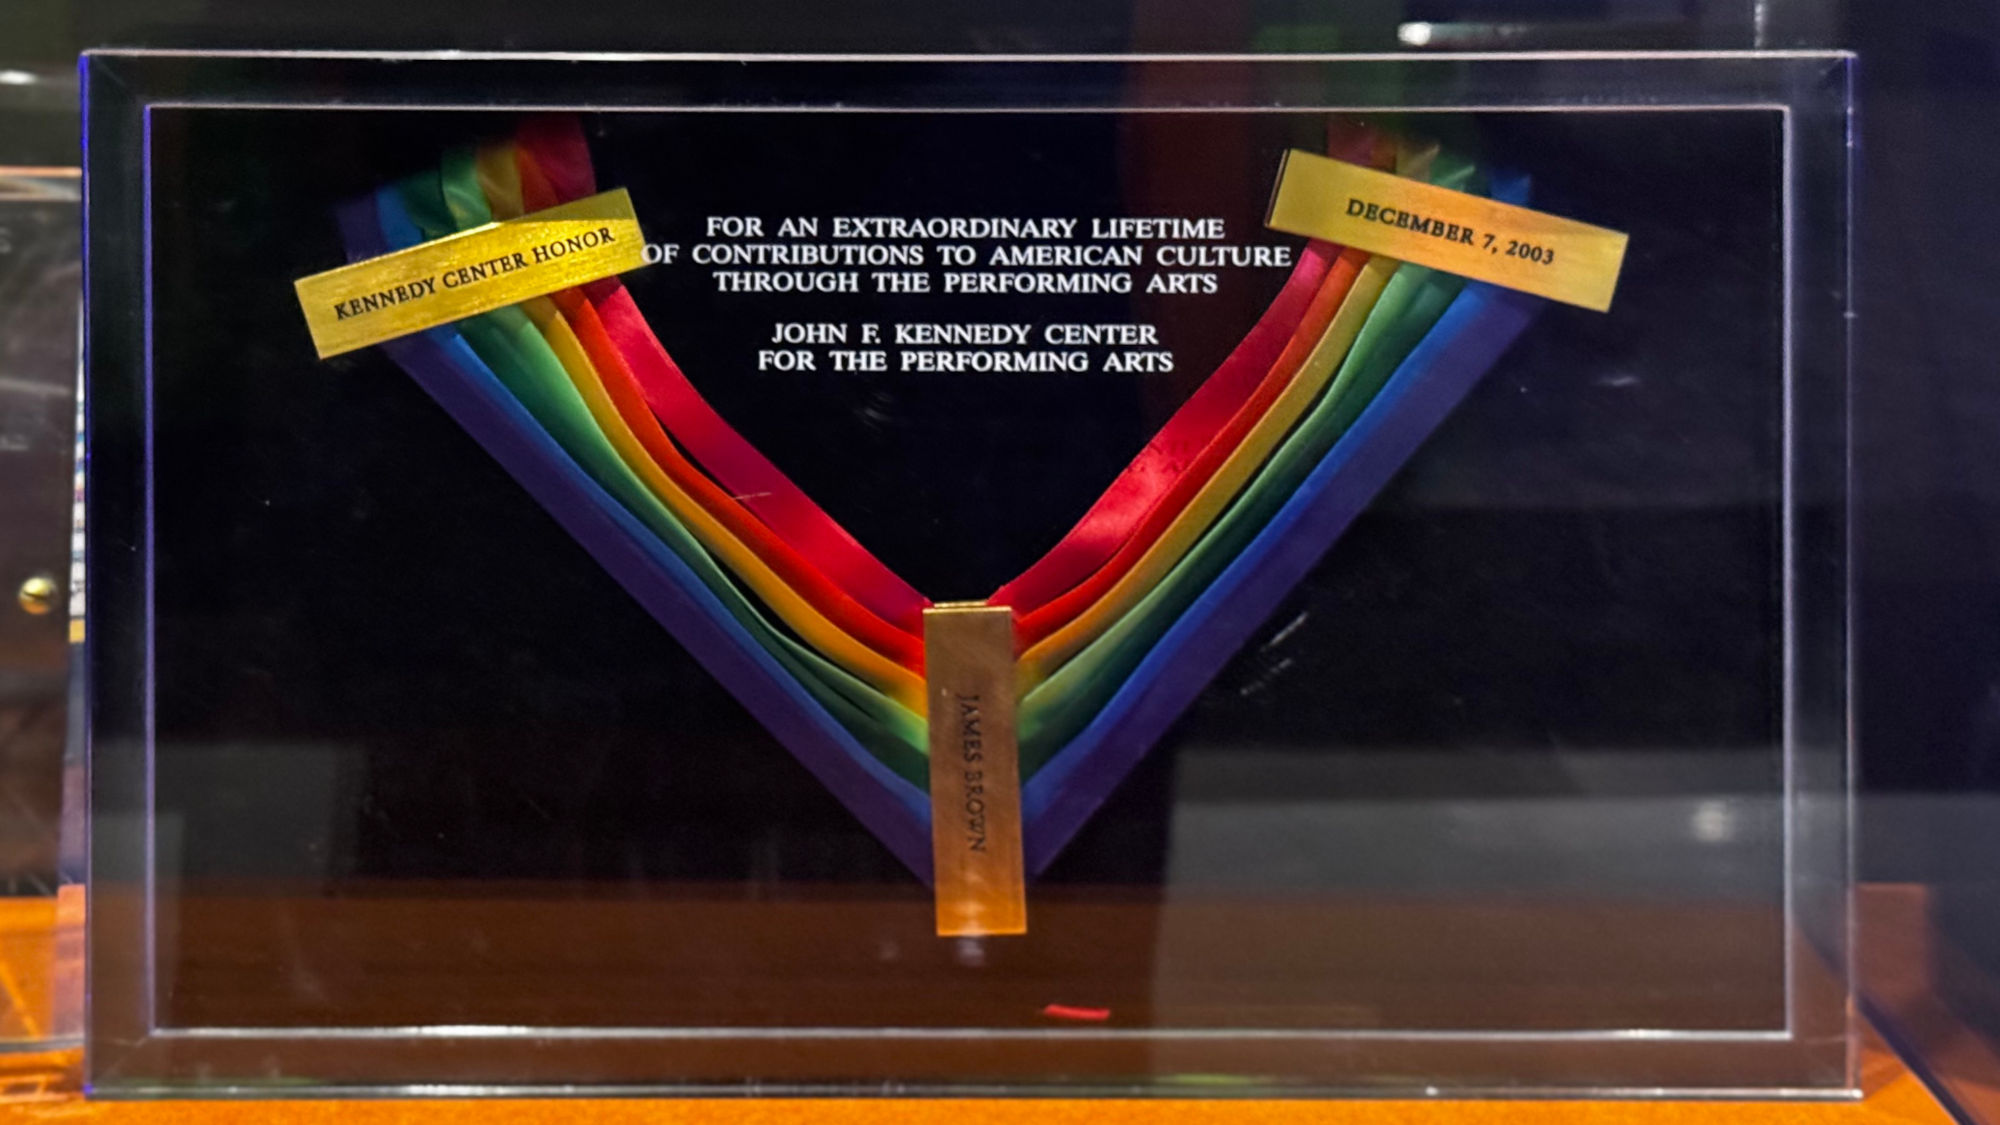 KENNEDY CENTER HONOR
FOR AN EXTRAORDINARY LIFETIME
OF CONTRIBUTIONS TO AMERICAN CULTURE
THROUGH THE PERFORMING ARTS
JOHN F. KENNEDY CENTER
FOR THE PERFORMING ARTS
DECEMBER 7, 2003
JAMES BROWN